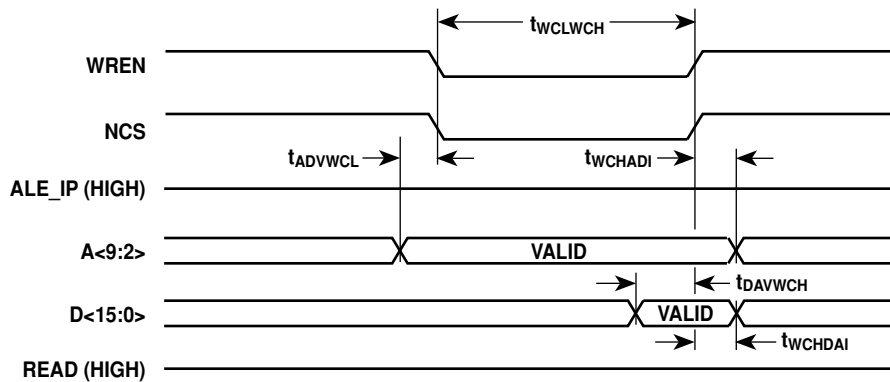 tWCLWCH
WREN
NCS
tADVWCL
tWCHADI
ALE_IP (HIGH)
A<9:2>
VALID
tDAVWCH
D<15:0>
VALID
tWCHDAI
READ (HIGH)